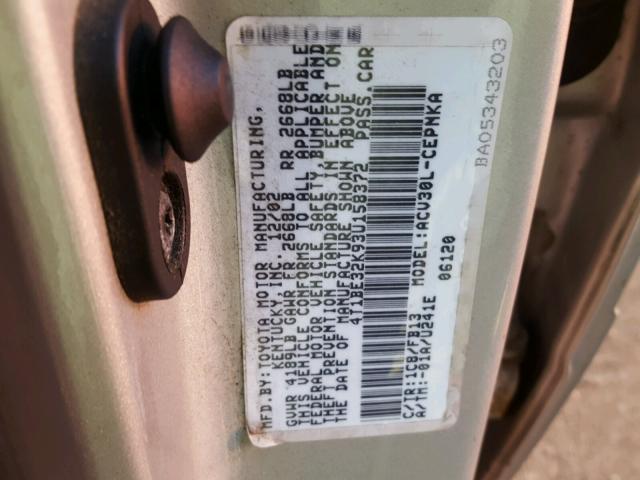 MFD.BY:TOYOTA MOTOR MANUFACTURING,
KENTUCKY,INC. 12/02
GVWR 4189LB GAWR FR 2668LB RR 2668LB
THIS VEHICLE CONFORMS TO ALL APPLICABLE
FEDERAL MOTOR VEHICLE SAFETY, BUMPER AND
THEFT PREVENTION STANDARDS IN EFFECT ON
THE DATE OF MANUFACTURE SHOWN ABOVE
4T1BE32K93U158372 PASS.CAR
C/TR:1C8/FB13 MODEL:ACV30L-CEPNKA
A/TM:-01A/U241E 06120
BA05343203